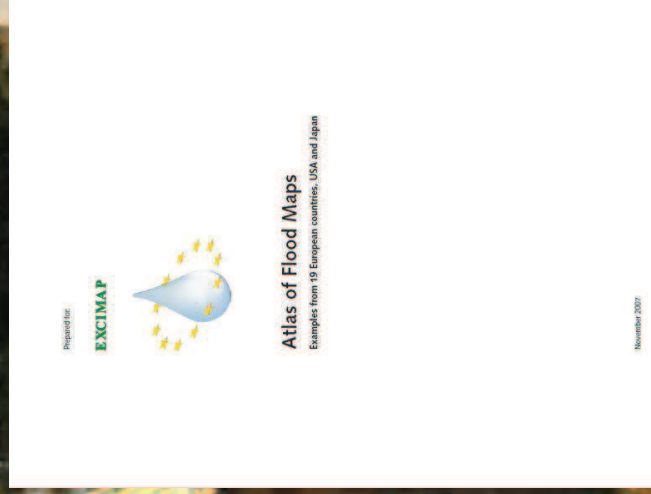 Prepared for:
EXCIMAP
Atlas of Flood Maps
Examples from 19 European countries, USA and Japan
November 2007